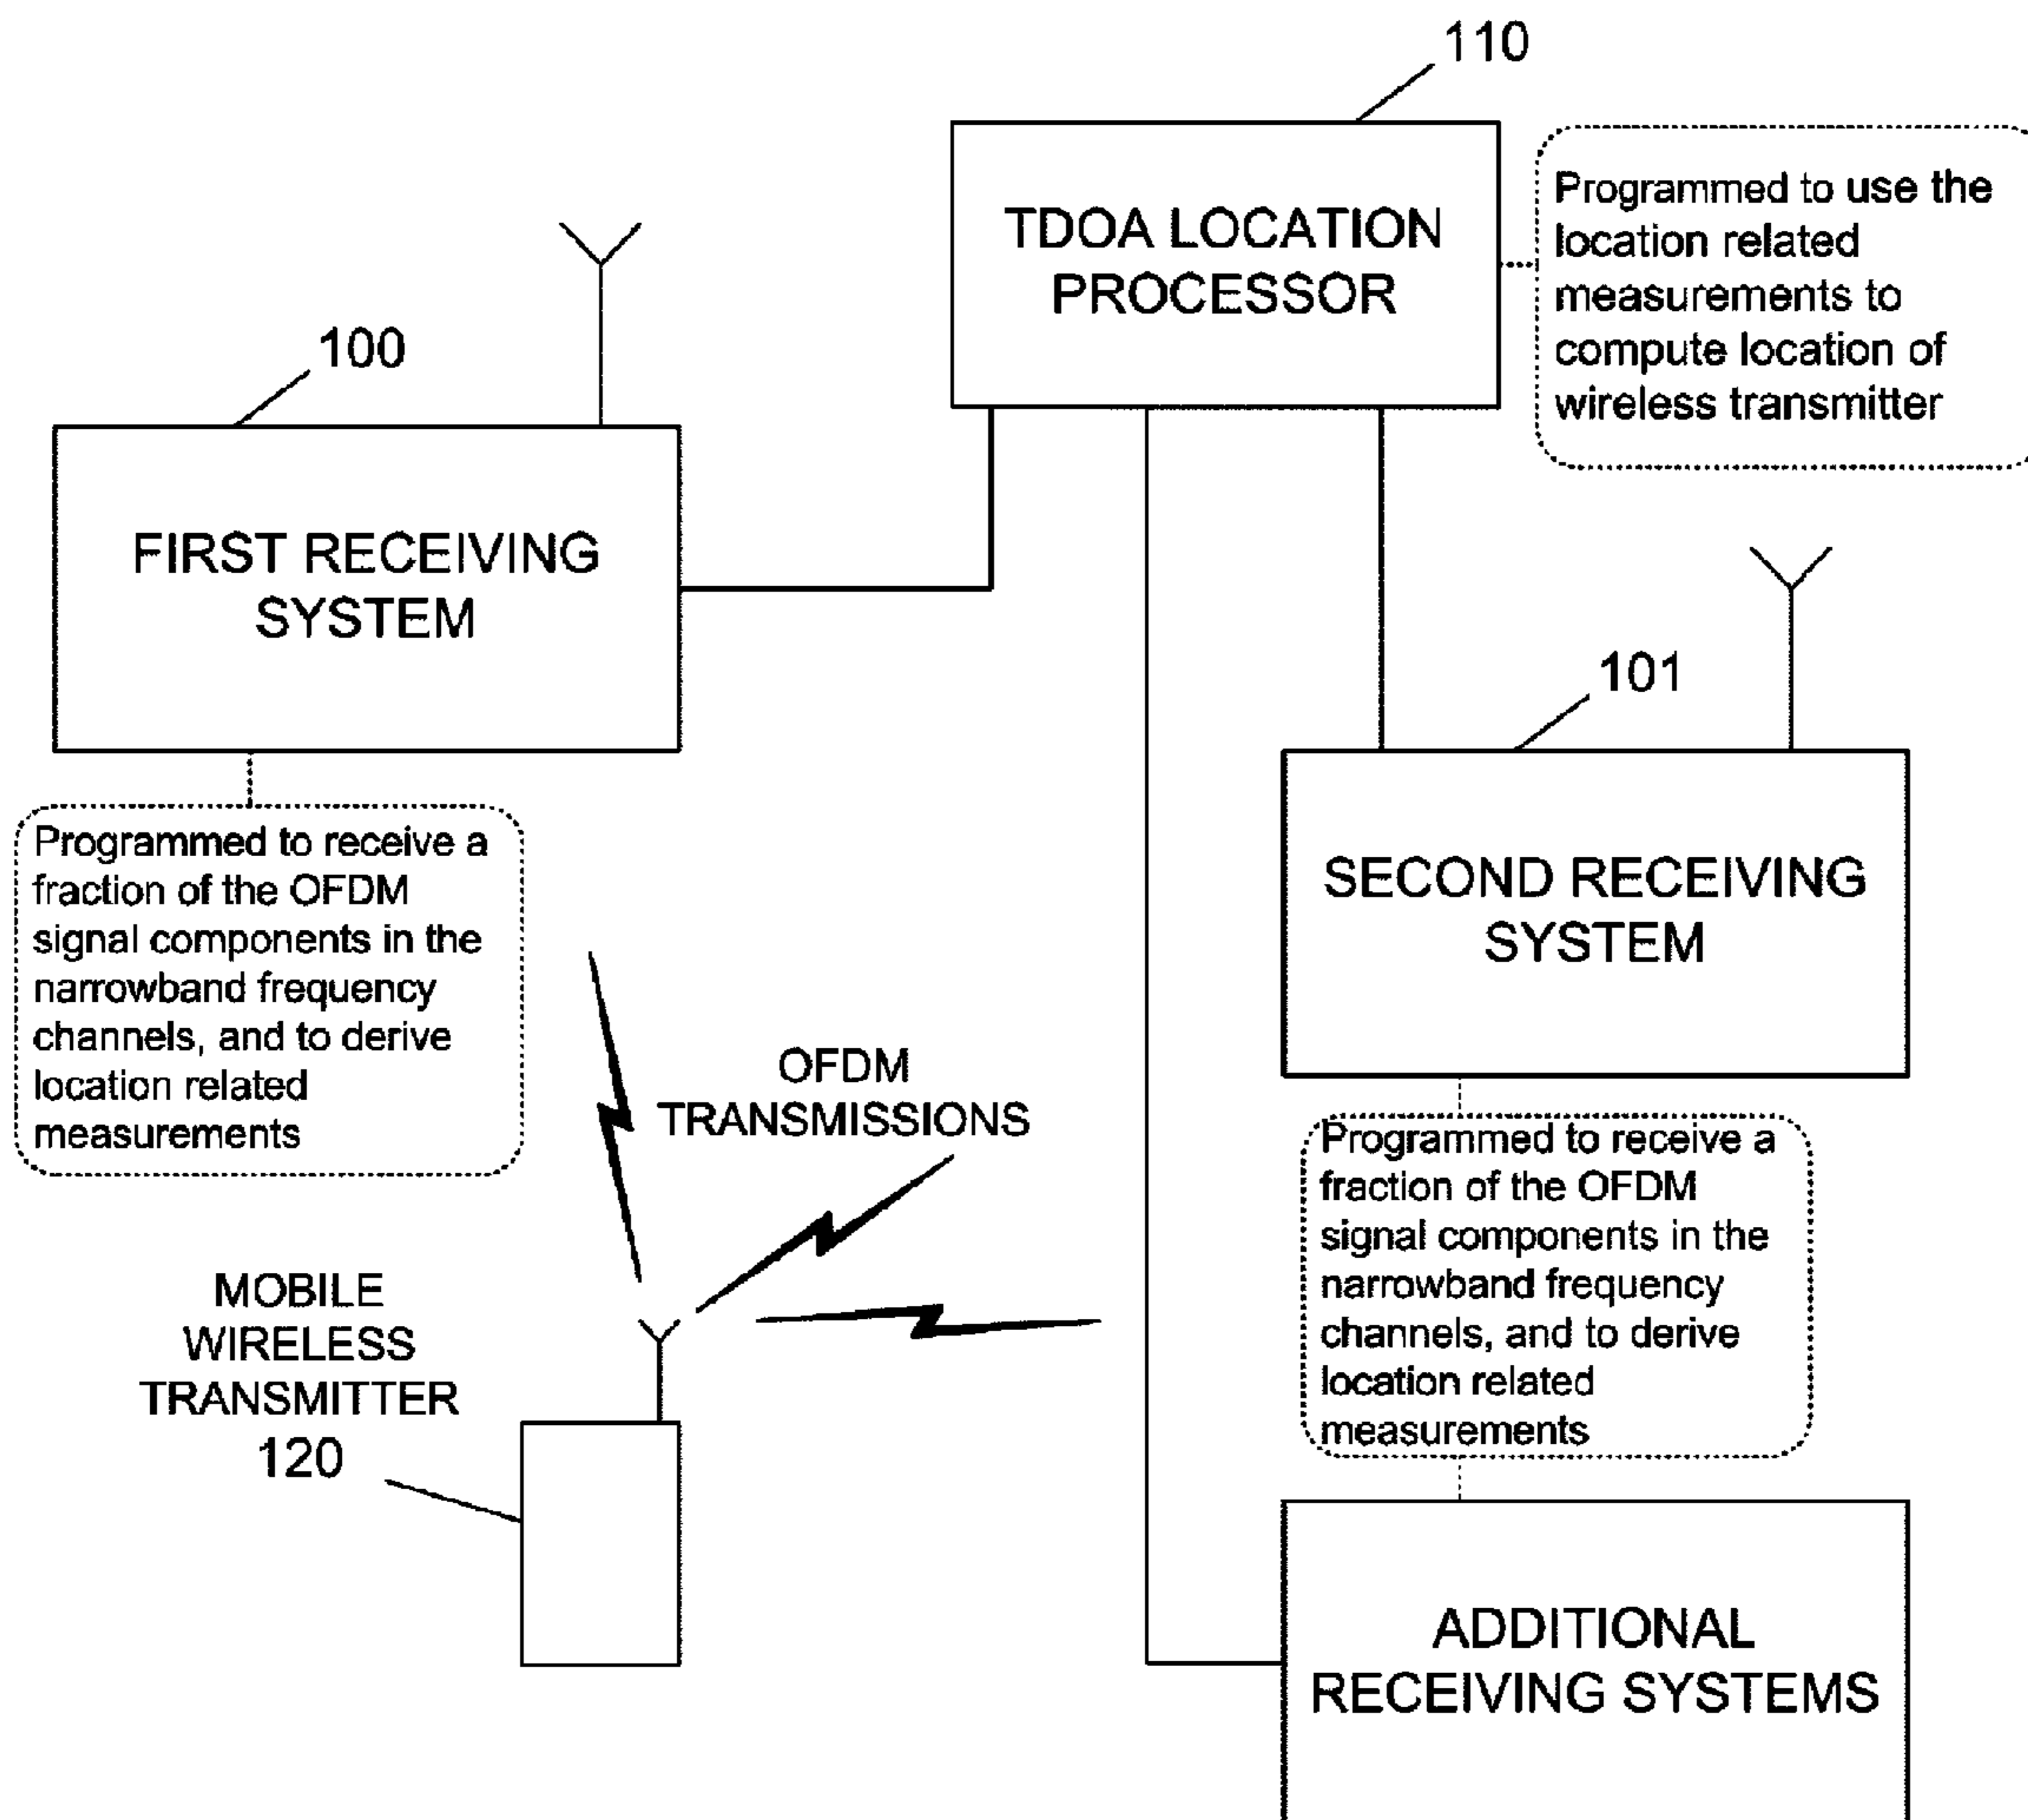 110
TDOA LOCATION
PROCESSOR
Programmed to use the
location related
measurements to
compute location of
wireless transmitter
100
FIRST RECEIVING
SYSTEM
Programmed to receive a
fraction of the OFDM
signal components in the
narrowband frequency
channels, and to derive
location related
measurements
101
SECOND RECEIVING
SYSTEM
Programmed to receive a
fraction of the OFDM
signal components in the
narrowband frequency
channels, and to derive
location related
measurements
OFDM
TRANSMISSIONS
MOBILE
WIRELESS
TRANSMITTER
120
ADDITIONAL
RECEIVING SYSTEMS